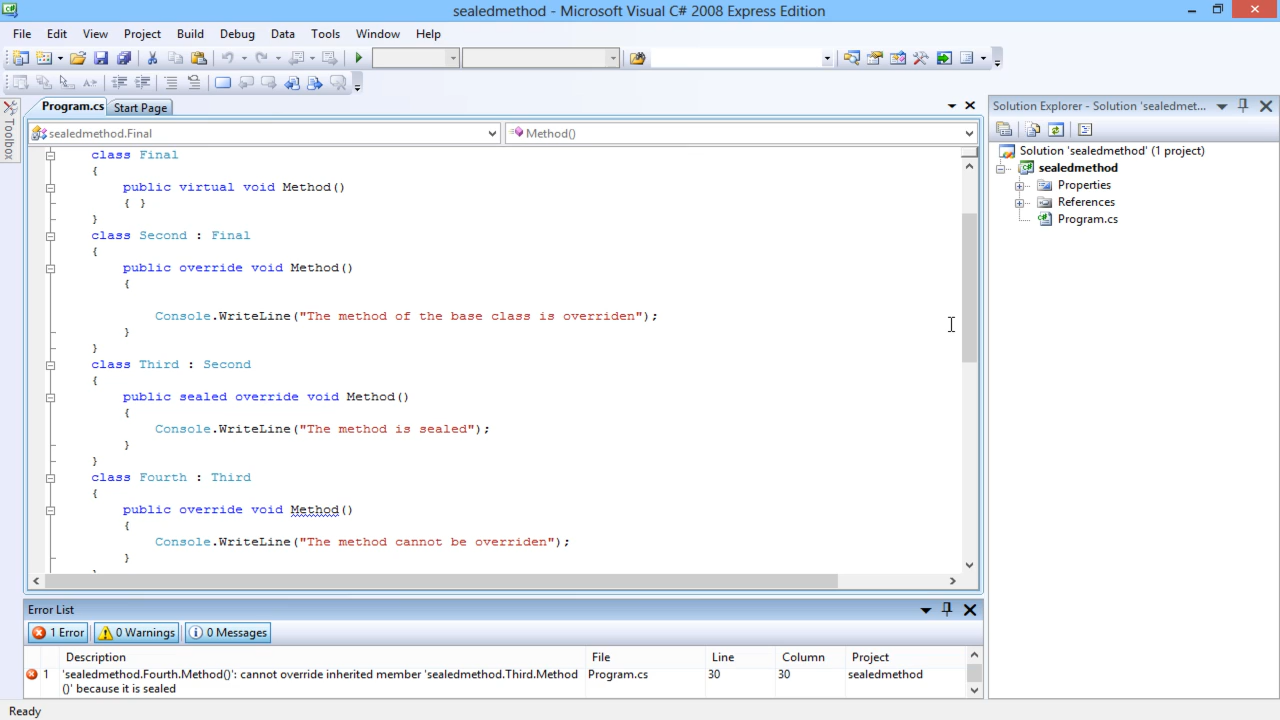 sealedmethod - Microsoft Visual C# 2008 Express Edition
File Edit View Project Build Debug Data Tools Window Help
Program.cs Start Page
Toolbox
sealedmethod.Final Method()
class Final
{
public virtual void Method()
{ }
}
class Second : Final
{
public override void Method()
{
Console.WriteLine("The method of the base class is overriden");
}
}
class Third : Second
{
public sealed override void Method()
{
Console.WriteLine("The method is sealed");
}
}
class Fourth : Third
{
public override void Method()
{
Console.WriteLine("The method cannot be overriden");
}
Solution Explorer - Solution 'sealedmet...
Solution 'sealedmethod' (1 project)
sealedmethod
Properties
References
Program.cs
Error List
1 Error 0 Warnings 0 Messages
Description File Line Column Project
1 'sealedmethod.Fourth.Method()': cannot override inherited member 'sealedmethod.Third.Method Program.cs 30 30 sealedmethod
()' because it is sealed
Ready